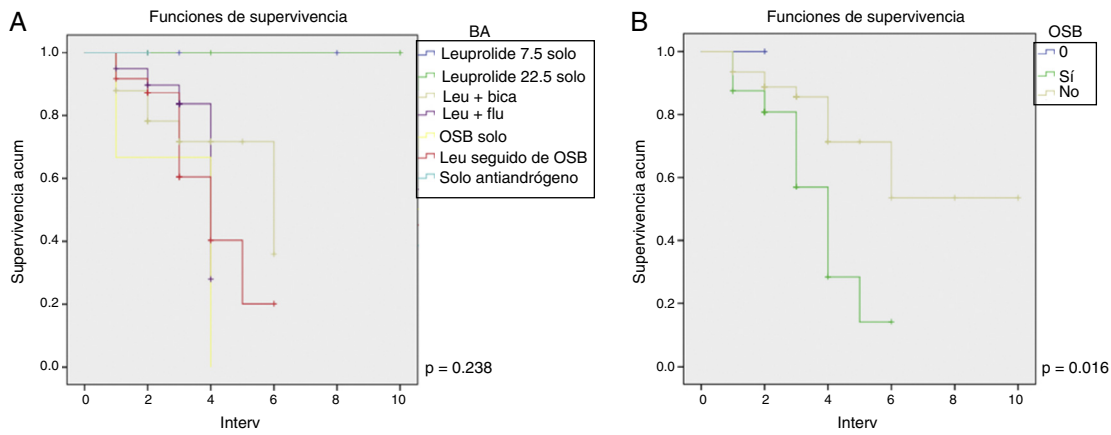 A
Funciones de supervivencia
BA
1.0
0.8
0.6
0.4
0.2
0.0
Supervivencia acum
0 2 4 6 8 10
Interv
Leuprolide 7.5 solo
Leuprolide 22.5 solo
Leu + bica
Leu + flu
OSB solo
Leu seguido de OSB
Solo antiandrógeno
p = 0.238
B
Funciones de supervivencia
OSB
1.0
0.8
0.6
0.4
0.2
0.0
Supervivencia acum
0 2 4 6 8 10
Interv
0
Sí
No
p = 0.016